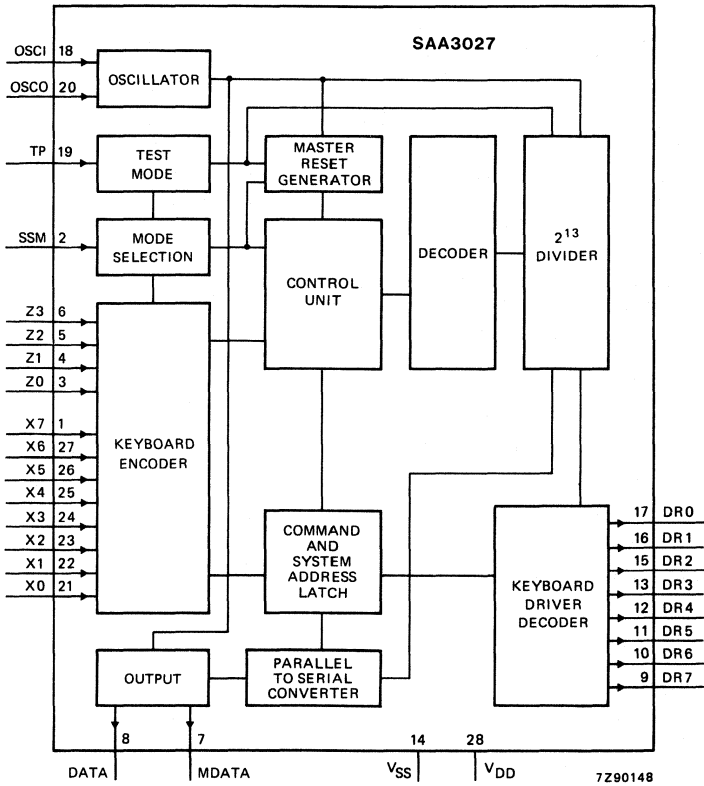 SAA3027
OSCI 18
OSCO 20
OSCILLATOR
TP 19
TEST
MODE
MASTER
RESET
GENERATOR
SSM 2
MODE
SELECTION
CONTROL
UNIT
DECODER
2¹³
DIVIDER
Z3 6
Z2 5
Z1 4
Z0 3
X7 1
X6 27
X5 26
X4 25
X3 24
X2 23
X1 22
X0 21
KEYBOARD
ENCODER
COMMAND
AND
SYSTEM
ADDRESS
LATCH
KEYBOARD
DRIVER
DECODER
17 DR0
16 DR1
15 DR2
13 DR3
12 DR4
11 DR5
10 DR6
9 DR7
OUTPUT
PARALLEL
TO SERIAL
CONVERTER
8 7 14 28
DATA MDATA VSS VDD
7Z90148